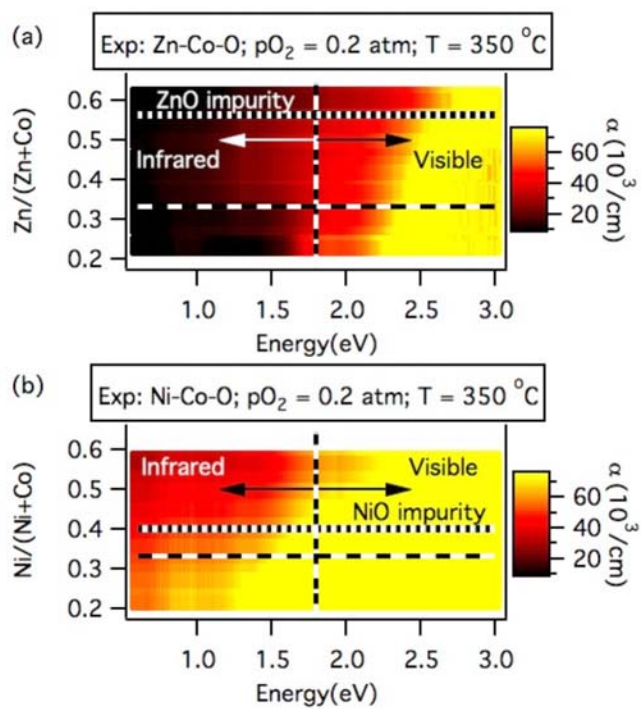 (a)
Exp: Zn-Co-O; pO2 = 0.2 atm; T = 350 °C
Zn/(Zn+Co)
0.6
0.5
0.4
0.3
0.2
ZnO impurity
Infrared
Visible
α (10³/cm)
60
40
20
1.0 1.5 2.0 2.5 3.0
Energy(eV)
(b)
Exp: Ni-Co-O; pO2 = 0.2 atm; T = 350 °C
Ni/(Ni+Co)
0.6
0.5
0.4
0.3
0.2
Infrared
Visible
NiO impurity
α (10³/cm)
60
40
20
1.0 1.5 2.0 2.5 3.0
Energy(eV)